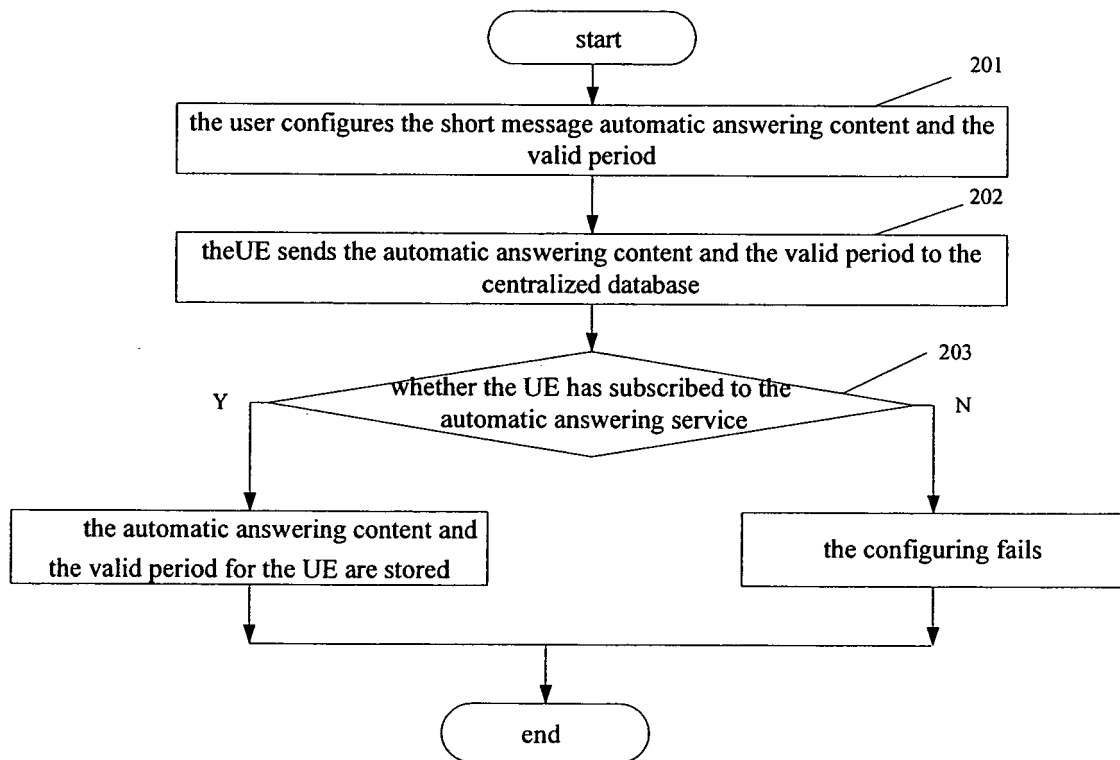 start
201
the user configures the short message automatic answering content and the
valid period
202
theUE sends the automatic answering content and the valid period to the
centralized database
203
whether the UE has subscribed to the
automatic answering service
Y
N
the automatic answering content and
the valid period for the UE are stored
the configuring fails
end